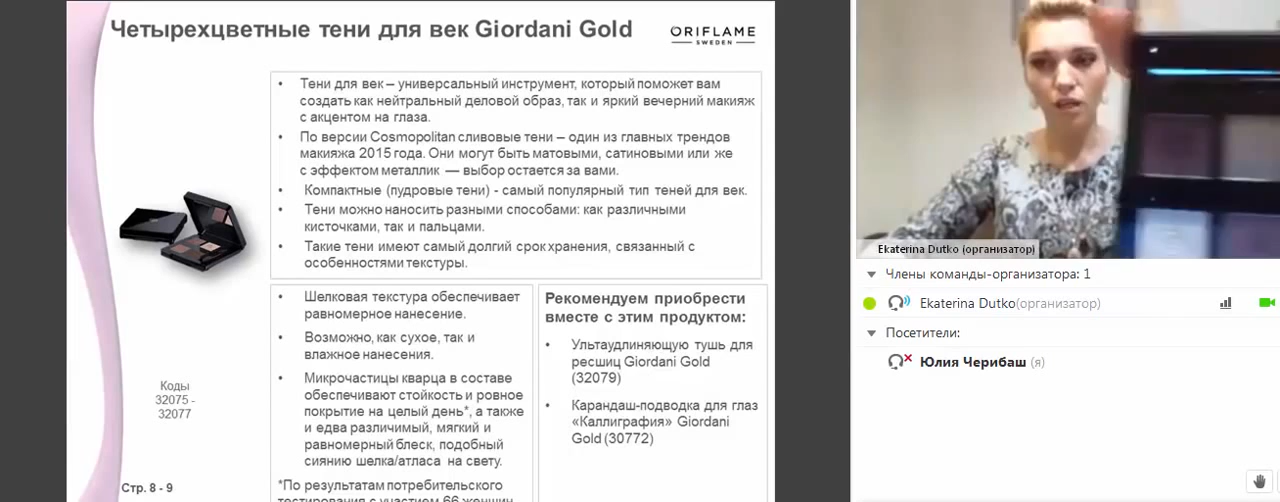 Четырехцветные тени для век Giordani Gold
ORIFLAME
SWEDEN
• Тени для век – универсальный инструмент, который поможет вам
создать как нейтральный деловой образ, так и яркий вечерний макияж
с акцентом на глаза.
• По версии Cosmopolitan сливовые тени – один из главных трендов
макияжа 2015 года. Они могут быть матовыми, сатиновыми или же
с эффектом металлик — выбор остается за вами.
• Компактные (пудровые тени) - самый популярный тип теней для век.
• Тени можно наносить разными способами: как различными
кисточками, так и пальцами.
• Такие тени имеют самый долгий срок хранения, связанный с
особенностями текстуры.
• Шелковая текстура обеспечивает
равномерное нанесение.
• Возможно, как сухое, так и
влажное нанесения.
• Микрочастицы кварца в составе
обеспечивают стойкость и ровное
покрытие на целый день*, а также
и едва различимый, мягкий и
равномерный блеск, подобный
сиянию шелка/атласа на свету.
*По результатам потребительского
тестирования с участием 66 женщин
Рекомендуем приобрести
вместе с этим продуктом:
• Ультаудлиняющую тушь для
ресшиц Giordani Gold
(32079)
• Карандаш-подводка для глаз
«Каллиграфия» Giordani
Gold (30772)
Коды
32075 -
32077
Стр. 8 - 9
Ekaterina Dutko (организатор)
Члены команды-организатора: 1
Ekaterina Dutko(организатор)
Посетители:
Юлия Черибаш (я)